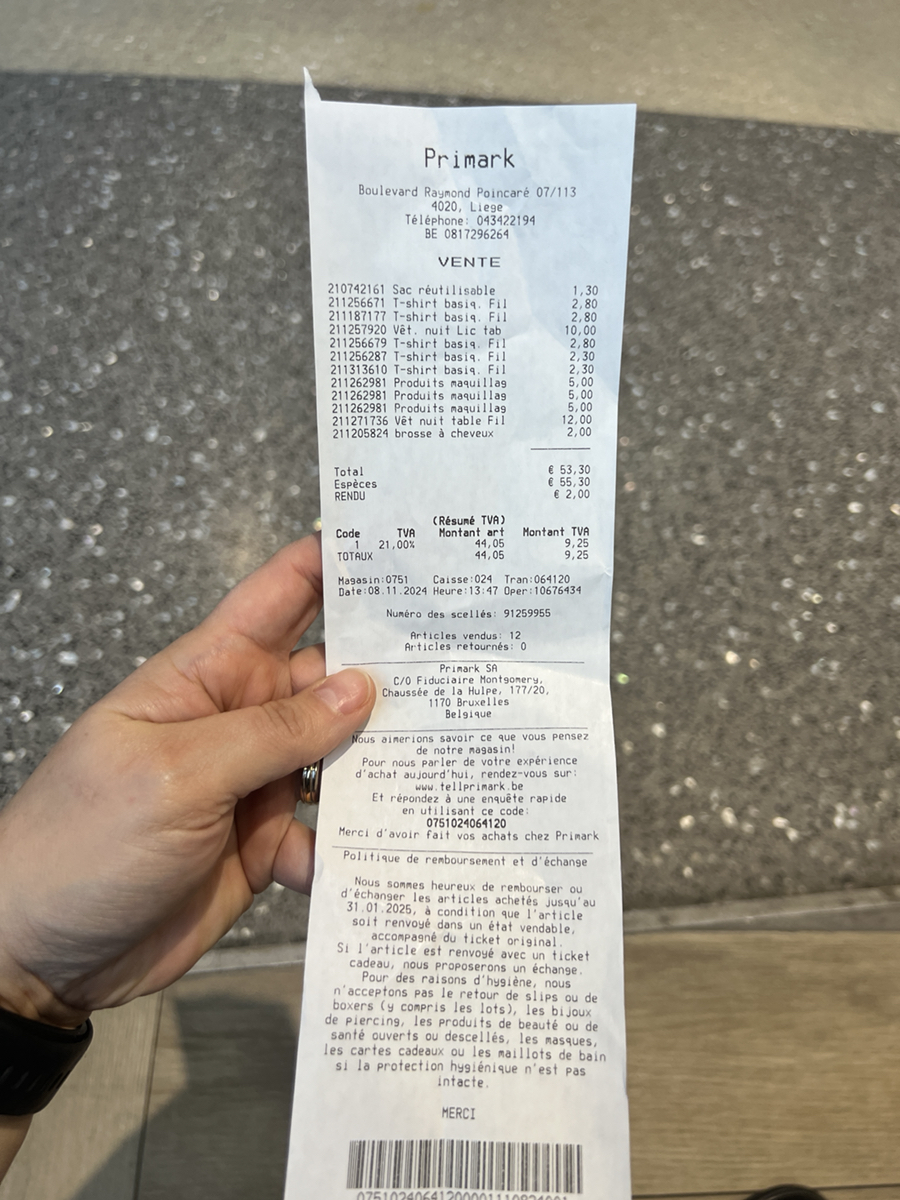 Primark
Boulevard Raymond Poincaré 07/113
4020, Liege
Téléphone: 043422194
BE 0817296264
VENTE
210742161 Sac réutilisable 1,30
211256671 T-shirt basiq. Fil 2,80
211187177 T-shirt basiq. Fil 2,80
211257920 Vêt. nuit Lic tab 10,00
211256679 T-shirt basiq. Fil 2,80
211256287 T-shirt basiq. Fil 2,30
211313610 T-shirt basiq. Fil 2,30
211262981 Produits maquillag 5,00
211262981 Produits maquillag 5,00
211262981 Produits maquillag 5,00
211271736 Vêt nuit table Fil 12,00
211205824 brosse à cheveux 2,00
Total € 53,30
Espèces € 55,30
RENDU € 2,00
(Résumé TVA)
Code TVA Montant art Montant TVA
1 21,00% 44,05 9,25
TOTAUX 44,05 9,25
Magasin:0751 Caisse:024 Tran:064120
Date:08.11.2024 Heure:13:47 Oper:10676434
Numéro des scellés: 91259955
Articles vendus: 12
Articles retournés: 0
Primark SA
C/O Fiduciaire Montgomery,
Chaussée de la Hulpe, 177/20,
1170 Bruxelles
Belgique
Nous aimerions savoir ce que vous pensez
de notre magasin!
Pour nous parler de votre expérience
d'achat aujourd'hui, rendez-vous sur:
www.tellprimark.be
Et répondez à une enquête rapide
en utilisant ce code:
0751024064120
Merci d'avoir fait vos achats chez Primark
Politique de remboursement et d'échange
Nous sommes heureux de rembourser ou
d'échanger les articles achetés jusqu'au
31.01.2025, à condition que l'article
soit renvoyé dans un état vendable,
accompagné du ticket original.
Si l'article est renvoyé avec un ticket
cadeau, nous proposerons un échange.
Pour des raisons d'hygiène, nous
n'acceptons pas le retour de slips ou de
boxers (y compris les lots), les bijoux
de piercing, les produits de beauté ou de
santé ouverts ou descellés, les masques,
les cartes cadeaux ou les maillots de bain
si la protection hygiénique n'est pas
intacte.
MERCI